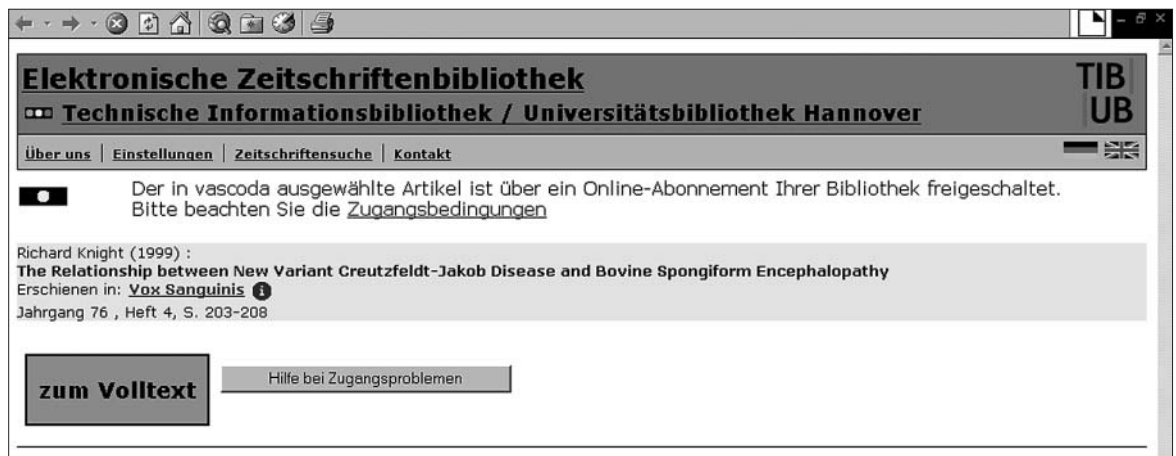 Elektronische Zeitschriftenbibliothek
Technische Informationsbibliothek / Universitätsbibliothek Hannover
TIB
UB
Über uns | Einstellungen | Zeitschriftensuche | Kontakt
Der in vascoda ausgewählte Artikel ist über ein Online-Abonnement Ihrer Bibliothek freigeschaltet.
Bitte beachten Sie die Zugangsbedingungen
Richard Knight (1999) :
The Relationship between New Variant Creutzfeldt-Jakob Disease and Bovine Spongiform Encephalopathy
Erschienen in: Vox Sanguinis i
Jahrgang 76 , Heft 4, S. 203-208
zum Volltext
Hilfe bei Zugangsproblemen